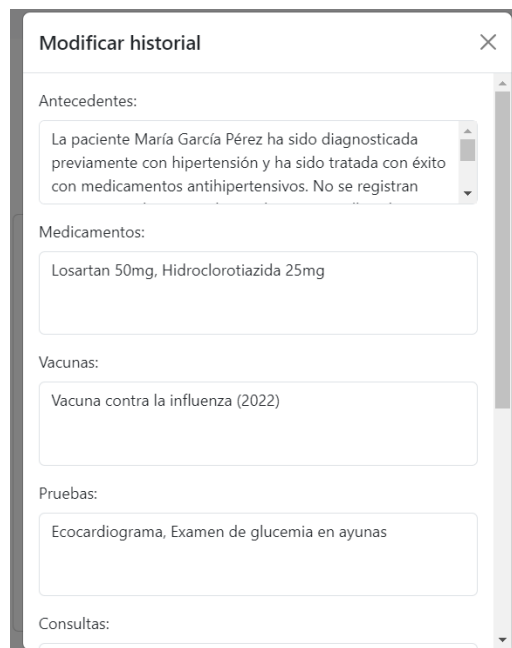 Modificar historial
Antecedentes:
La paciente María García Pérez ha sido diagnosticada
previamente con hipertensión y ha sido tratada con éxito
con medicamentos antihipertensivos. No se registran
Medicamentos:
Losartan 50mg, Hidroclorotiazida 25mg
Vacunas:
Vacuna contra la influenza (2022)
Pruebas:
Ecocardiograma, Examen de glucemia en ayunas
Consultas: